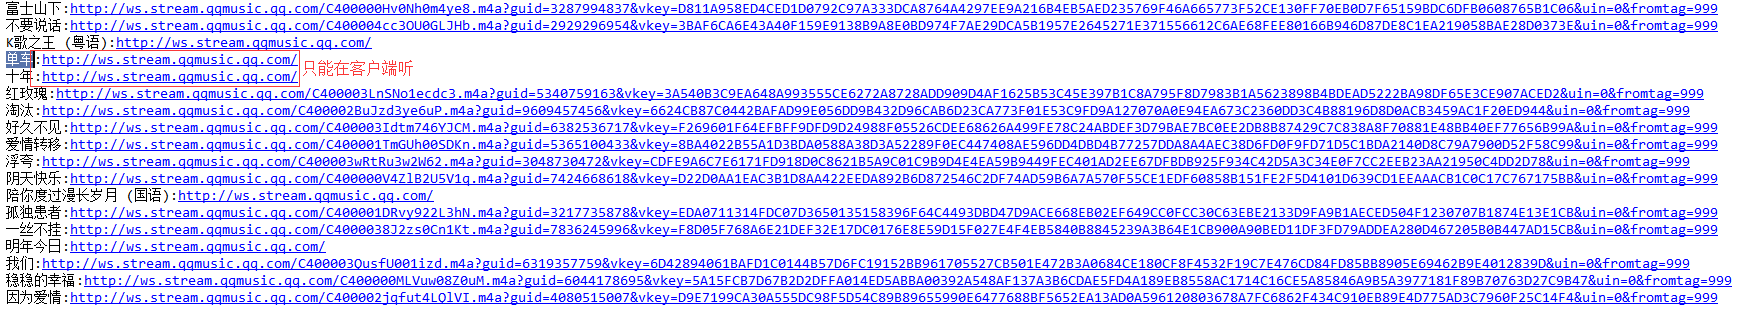 富士山下:http://ws.stream.qqmusic.qq.com/C400000Hv0Nh0m4ye8.m4a?guid=3287994837&vkey=D811A958ED4CED1D0792C97A333DCA8764A4297EE9A216B4EB5AED235769F46A665773F52CE130FF70EB0D7F65159BDC6DFB0608765B1C06&uin=0&fromtag=999
不要说话:http://ws.stream.qqmusic.qq.com/C400004cc3OU0GLJHb.m4a?guid=2929296954&vkey=3BAF6CA6E43A40F159E9138B9A8E0BD974F7AE29DCA5B1957E2645271E371556612C6AE68FEE80166B946D87DE8C1EA219058BAE28D0373E&uin=0&fromtag=999
K歌之王 (粤语):http://ws.stream.qqmusic.qq.com/
单车:http://ws.stream.qqmusic.qq.com/
只能在客户端听
十年:http://ws.stream.qqmusic.qq.com/
红玫瑰:http://ws.stream.qqmusic.qq.com/C400003LnSNo1ecdc3.m4a?guid=5340759163&vkey=3A540B3C9EA648A993555CE6272A8728ADD909D4AF1625B53C45E397B1C8A795F8D7983B1A5623898B4BDEAD5222BA98DF65E3CE907ACED2&uin=0&fromtag=999
淘汰:http://ws.stream.qqmusic.qq.com/C400002BuJzd3ye6uP.m4a?guid=9609457456&vkey=6624CB87C0442BAFAD99E056DD9B432D96CAB6D23CA773F01E53C9FD9A127070A0E94EA673C2360DD3C4B88196D8D0ACB3459AC1F20ED944&uin=0&fromtag=999
好久不见:http://ws.stream.qqmusic.qq.com/C400003Idtm746YJCM.m4a?guid=6382536717&vkey=F269601F64EFBFF9DFD9D24988F05526CDEE68626A499FE78C24ABDEF3D79BAE7BC0EE2DB8B87429C7C838A8F70881E48BB40EF77656B99A&uin=0&fromtag=999
爱情转移:http://ws.stream.qqmusic.qq.com/C400001TmGUh00SDKn.m4a?guid=5365100433&vkey=8BA4022B55A1D3BDA0588A38D3A52289F0EC447408AE596DD4DBD4B77257DDA8A4AEC38D6FD0F9FD71D5C1BDA2140D8C79A7900D52F58C99&uin=0&fromtag=999
浮夸:http://ws.stream.qqmusic.qq.com/C400003wRtRu3w2W62.m4a?guid=3048730472&vkey=CDFE9A6C7E6171FD918D0C8621B5A9C01C9B9D4E4EA59B9449FEC401AD2EE67DFBDB925F934C42D5A3C34E0F7CC2EEB23AA21950C4DD2D78&uin=0&fromtag=999
阴天快乐:http://ws.stream.qqmusic.qq.com/C400000V4ZlB2U5V1q.m4a?guid=7424668618&vkey=D22D0AA1EAC3B1D8AA422EEDA892B6D872546C2DF74AD59B6A7A570F55CE1EDF60858B151FE2F5D4101D639CD1EEAAACB1C0C17C767175BB&uin=0&fromtag=999
陪你度过漫长岁月 (国语):http://ws.stream.qqmusic.qq.com/
孤独患者:http://ws.stream.qqmusic.qq.com/C400001DRvy922L3hN.m4a?guid=3217735878&vkey=EDA0711314FDC07D3650135158396F64C4493DBD47D9ACE668EB02EF649CC0FCC30C63EBE2133D9FA9B1AECED504F1230707B1874E13E1CB&uin=0&fromtag=999
一丝不挂:http://ws.stream.qqmusic.qq.com/C4000038J2zs0Cn1Kt.m4a?guid=7836245996&vkey=F8D05F768A6E21DEF32E17DC0176E8E59D15F027E4F4EB5840B8845239A3B64E1CB900A90BED11DF3FD79ADDEA280D467205B0B447AD15CB&uin=0&fromtag=999
明年今日:http://ws.stream.qqmusic.qq.com/
我们:http://ws.stream.qqmusic.qq.com/C400003QusfU001izd.m4a?guid=6319357759&vkey=6D42894061BAFD1C0144B57D6FC19152BB961705527CB501E472B3A0684CE180CF8F4532F19C7E476CD84FD85BB8905E69462B9E4012839D&uin=0&fromtag=999
稳稳的幸福:http://ws.stream.qqmusic.qq.com/C400000MLVuw08Z0uM.m4a?guid=6044178695&vkey=5A15FCB7D67B2D2DFFA014ED5ABBA00392A548AF137A3B6CDAE5FD4A189EB8558AC1714C16CE5A85846A9B5A3977181F89B70763D27C9B47&uin=0&fromtag=999
因为爱情:http://ws.stream.qqmusic.qq.com/C400002jqfut4LQlVI.m4a?guid=4080515007&vkey=D9E7199CA30A555DC98F5D54C89B89655990E6477688BF5652EA13AD0A596120803678A7FC6862F434C910EB89E4D775AD3C7960F25C14F4&uin=0&fromtag=999